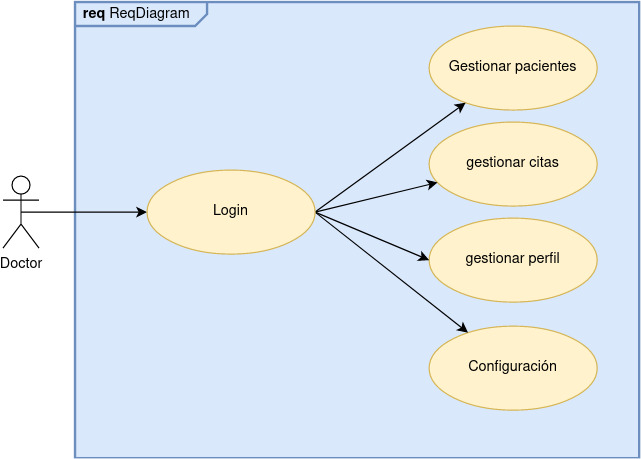 req ReqDiagram
Gestionar pacientes
gestionar citas
Login
gestionar perfil
Doctor
Configuración